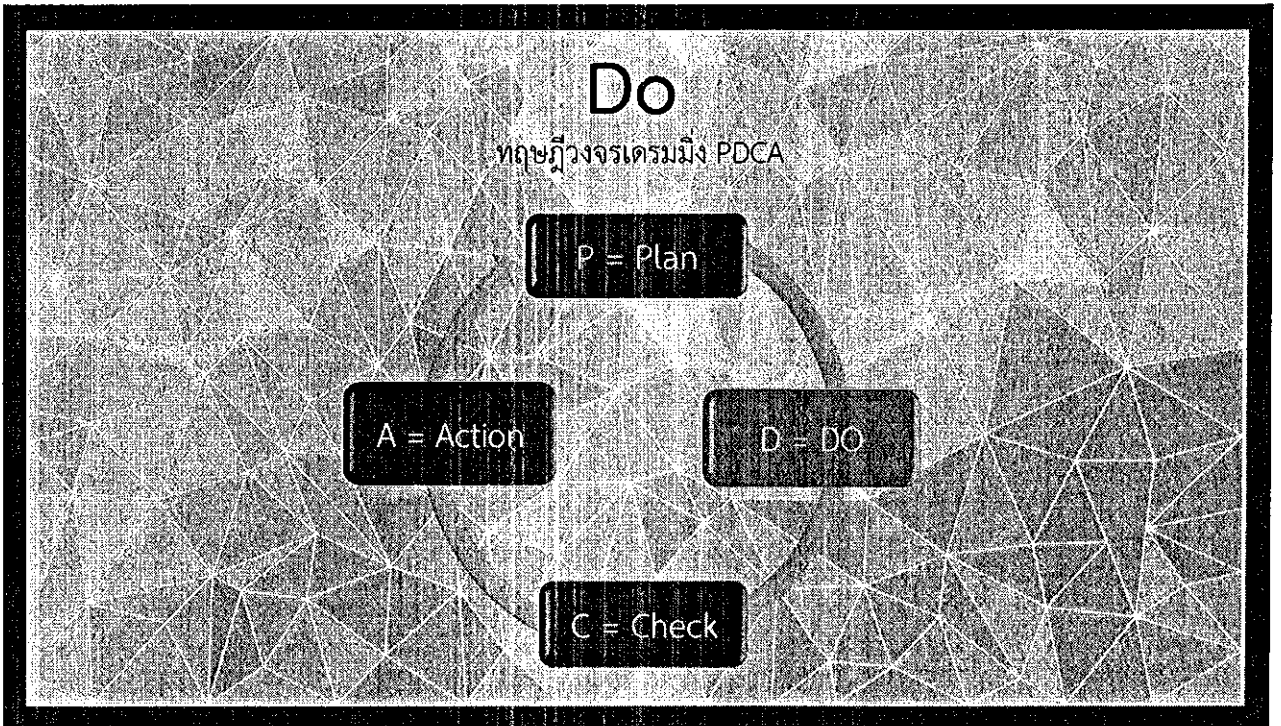 Do
ทฤษฎีวงจรเดรมมิ่ง PDCA
P = Plan
A = Action
D = DO
C = Check